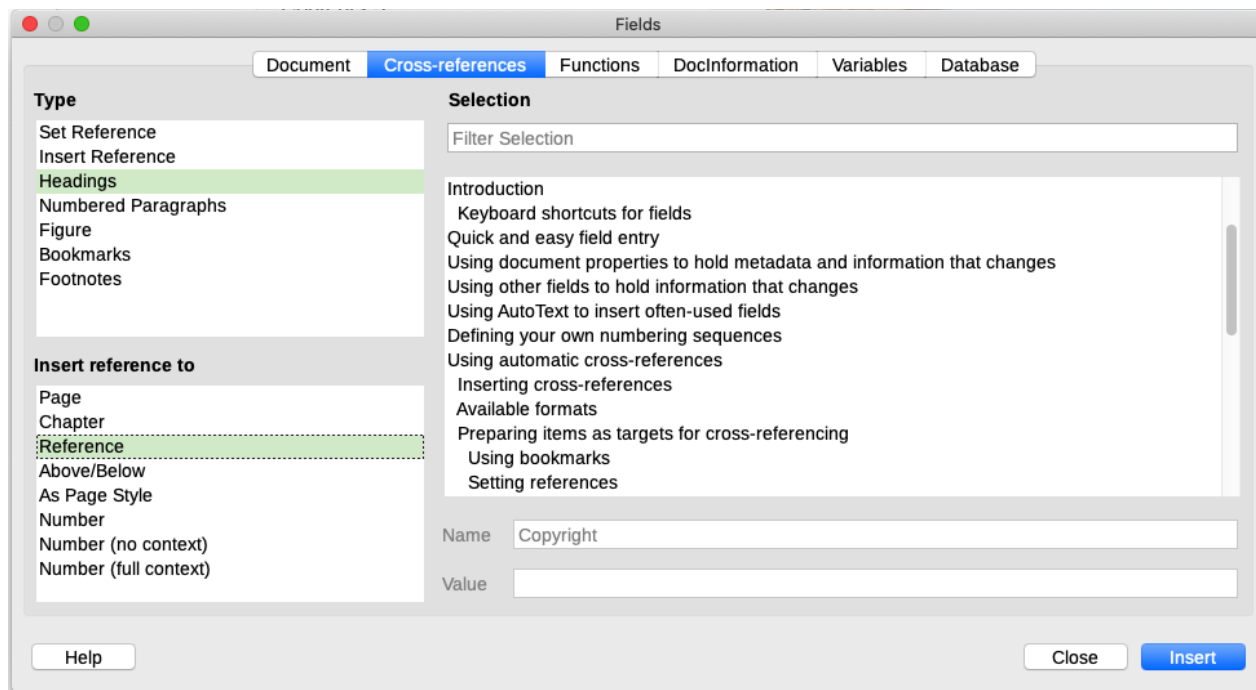 Fields
Document Cross-references Functions DocInformation Variables Database
Type
Set Reference
Insert Reference
Headings
Numbered Paragraphs
Figure
Bookmarks
Footnotes
Insert reference to
Page
Chapter
Reference
Above/Below
As Page Style
Number
Number (no context)
Number (full context)
Selection
Filter Selection
Introduction
Keyboard shortcuts for fields
Quick and easy field entry
Using document properties to hold metadata and information that changes
Using other fields to hold information that changes
Using AutoText to insert often-used fields
Defining your own numbering sequences
Using automatic cross-references
Inserting cross-references
Available formats
Preparing items as targets for cross-referencing
Using bookmarks
Setting references
Name Copyright
Value
Help Close Insert